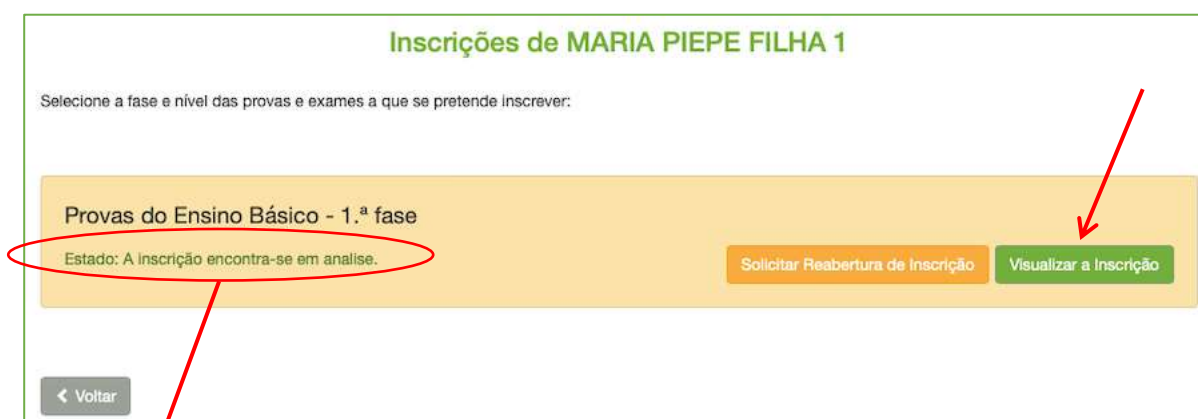 Inscrições de MARIA PIEPE FILHA 1
Selecione a fase e nível das provas e exames a que se pretende inscrever:
Provas do Ensino Básico - 1.ª fase
Estado: A inscrição encontra-se em analise.
Solicitar Reabertura de Inscrição
Visualizar a Inscrição
Voltar